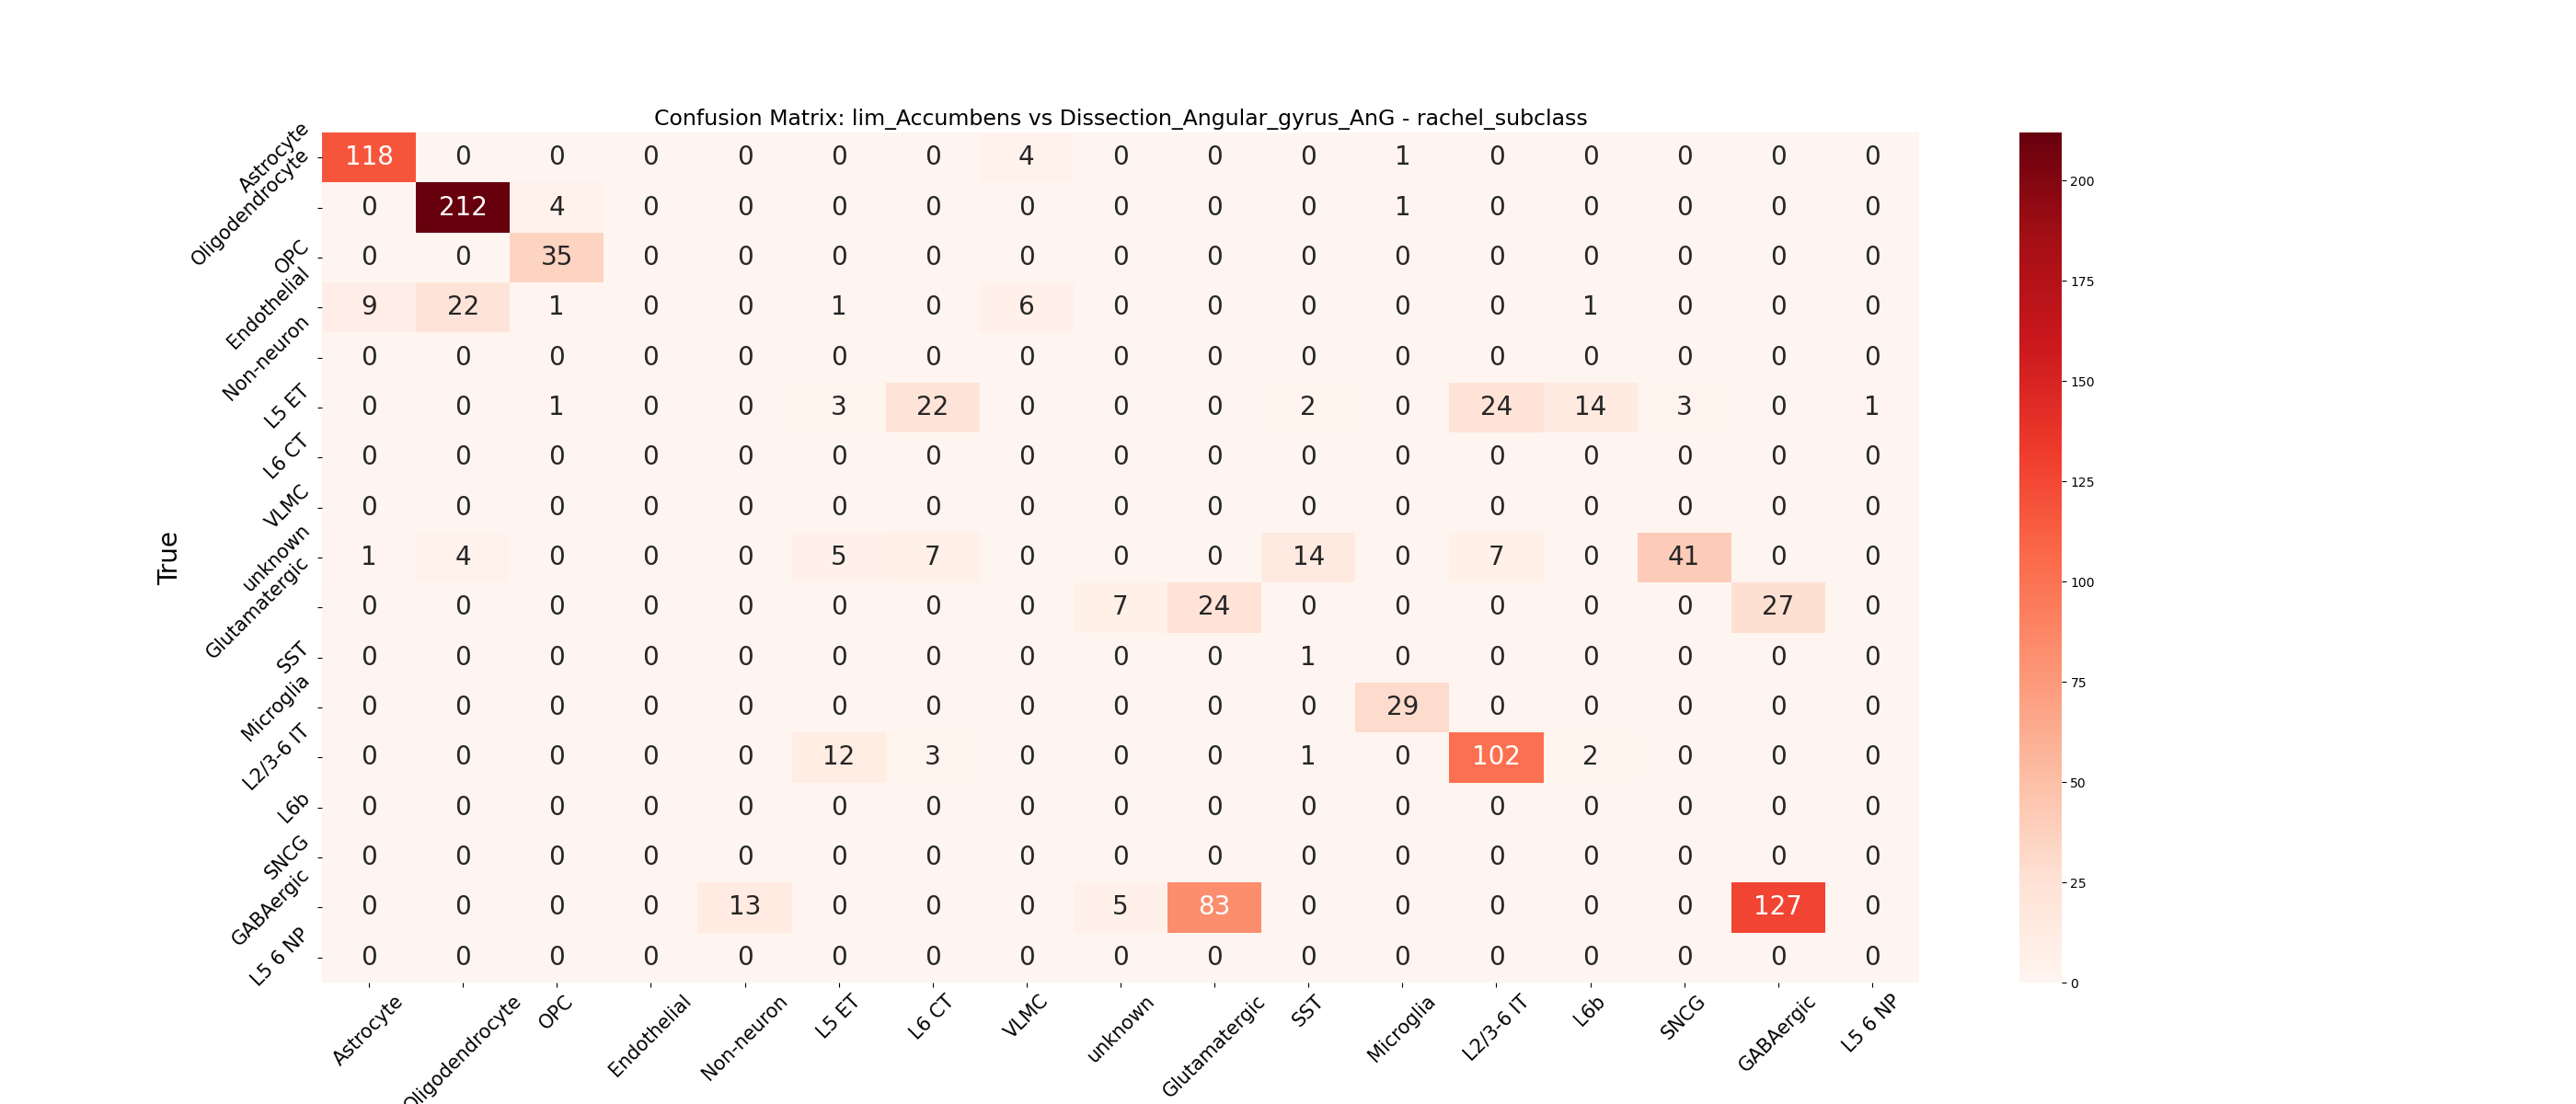 Confusion Matrix: lim_Accumbens vs Dissection_Angular_gyrus_AnG - rachel_subclass
True
Astrocyte 118 0 0 0 0 0 0 4 0 0 0 1 0 0 0 0 0
Oligodendrocyte 0 212 4 0 0 0 0 0 0 0 0 1 0 0 0 0 0
OPC 0 0 35 0 0 0 0 0 0 0 0 0 0 0 0 0 0
Endothelial 9 22 1 0 0 1 0 6 0 0 0 0 0 1 0 0 0
Non-neuron 0 0 0 0 0 0 0 0 0 0 0 0 0 0 0 0 0
L5 ET 0 0 1 0 0 3 22 0 0 0 2 0 24 14 3 0 1
L6 CT 0 0 0 0 0 0 0 0 0 0 0 0 0 0 0 0 0
VLMC 0 0 0 0 0 0 0 0 0 0 0 0 0 0 0 0 0
unknown 1 4 0 0 0 5 7 0 0 0 14 0 7 0 41 0 0
Glutamatergic 0 0 0 0 0 0 0 0 7 24 0 0 0 0 0 27 0
SST 0 0 0 0 0 0 0 0 0 0 1 0 0 0 0 0 0
Microglia 0 0 0 0 0 0 0 0 0 0 0 29 0 0 0 0 0
L2/3-6 IT 0 0 0 0 0 12 3 0 0 0 1 0 102 2 0 0 0
L6b 0 0 0 0 0 0 0 0 0 0 0 0 0 0 0 0 0
SNCG 0 0 0 0 0 0 0 0 0 0 0 0 0 0 0 0 0
GABAergic 0 0 0 0 13 0 0 0 5 83 0 0 0 0 0 127 0
L5 6 NP 0 0 0 0 0 0 0 0 0 0 0 0 0 0 0 0 0
Astrocyte Oligodendrocyte OPC Endothelial Non-neuron L5 ET L6 CT VLMC unknown Glutamatergic SST Microglia L2/3-6 IT L6b SNCG GABAergic L5 6 NP
200
175
150
125
100
75
50
25
0